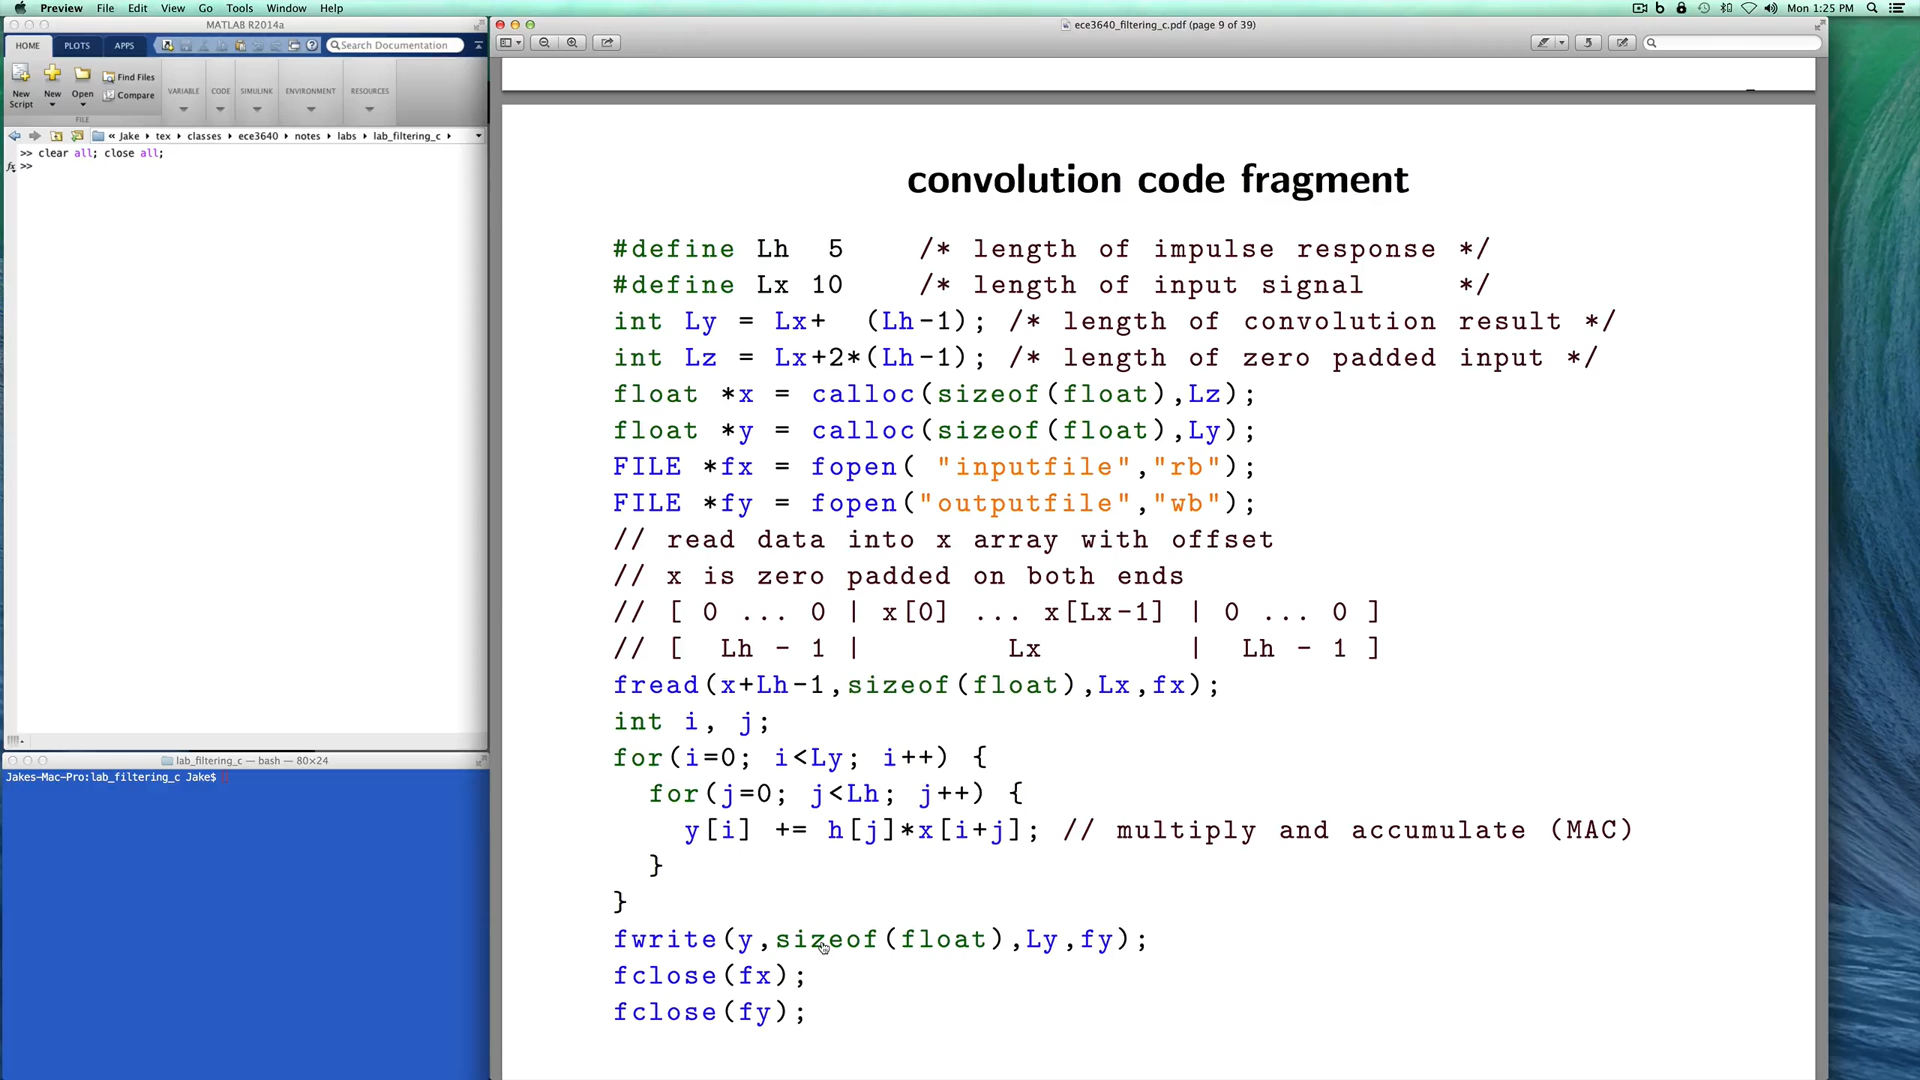 Preview File Edit View Go Tools Window Help
Mon 1:25 PM
MATLAB R2014a
HOME PLOTS APPS
Search Documentation
New Script
New
Open
Find Files
Compare
VARIABLE CODE SIMULINK ENVIRONMENT RESOURCES
FILE
« Jake ▸ tex ▸ classes ▸ ece3640 ▸ notes ▸ labs ▸ lab_filtering_c ▸
>> clear all; close all;
fx >>
lab_filtering_c — bash — 80×24
Jakes-Mac-Pro:lab_filtering_c Jake$
ece3640_filtering_c.pdf (page 9 of 39)
convolution code fragment
#define Lh  5    /* length of impulse response */
#define Lx 10    /* length of input signal     */
int Ly = Lx+  (Lh-1); /* length of convolution result */
int Lz = Lx+2*(Lh-1); /* length of zero padded input */
float *x = calloc(sizeof(float),Lz);
float *y = calloc(sizeof(float),Ly);
FILE *fx = fopen( "inputfile","rb");
FILE *fy = fopen("outputfile","wb");
// read data into x array with offset
// x is zero padded on both ends
// [ 0 ... 0 | x[0] ... x[Lx-1] | 0 ... 0 ]
// [  Lh - 1 |        Lx        |  Lh - 1 ]
fread(x+Lh-1,sizeof(float),Lx,fx);
int i, j;
for(i=0; i<Ly; i++) {
  for(j=0; j<Lh; j++) {
    y[i] += h[j]*x[i+j]; // multiply and accumulate (MAC)
  }
}
fwrite(y,sizeof(float),Ly,fy);
fclose(fx);
fclose(fy);